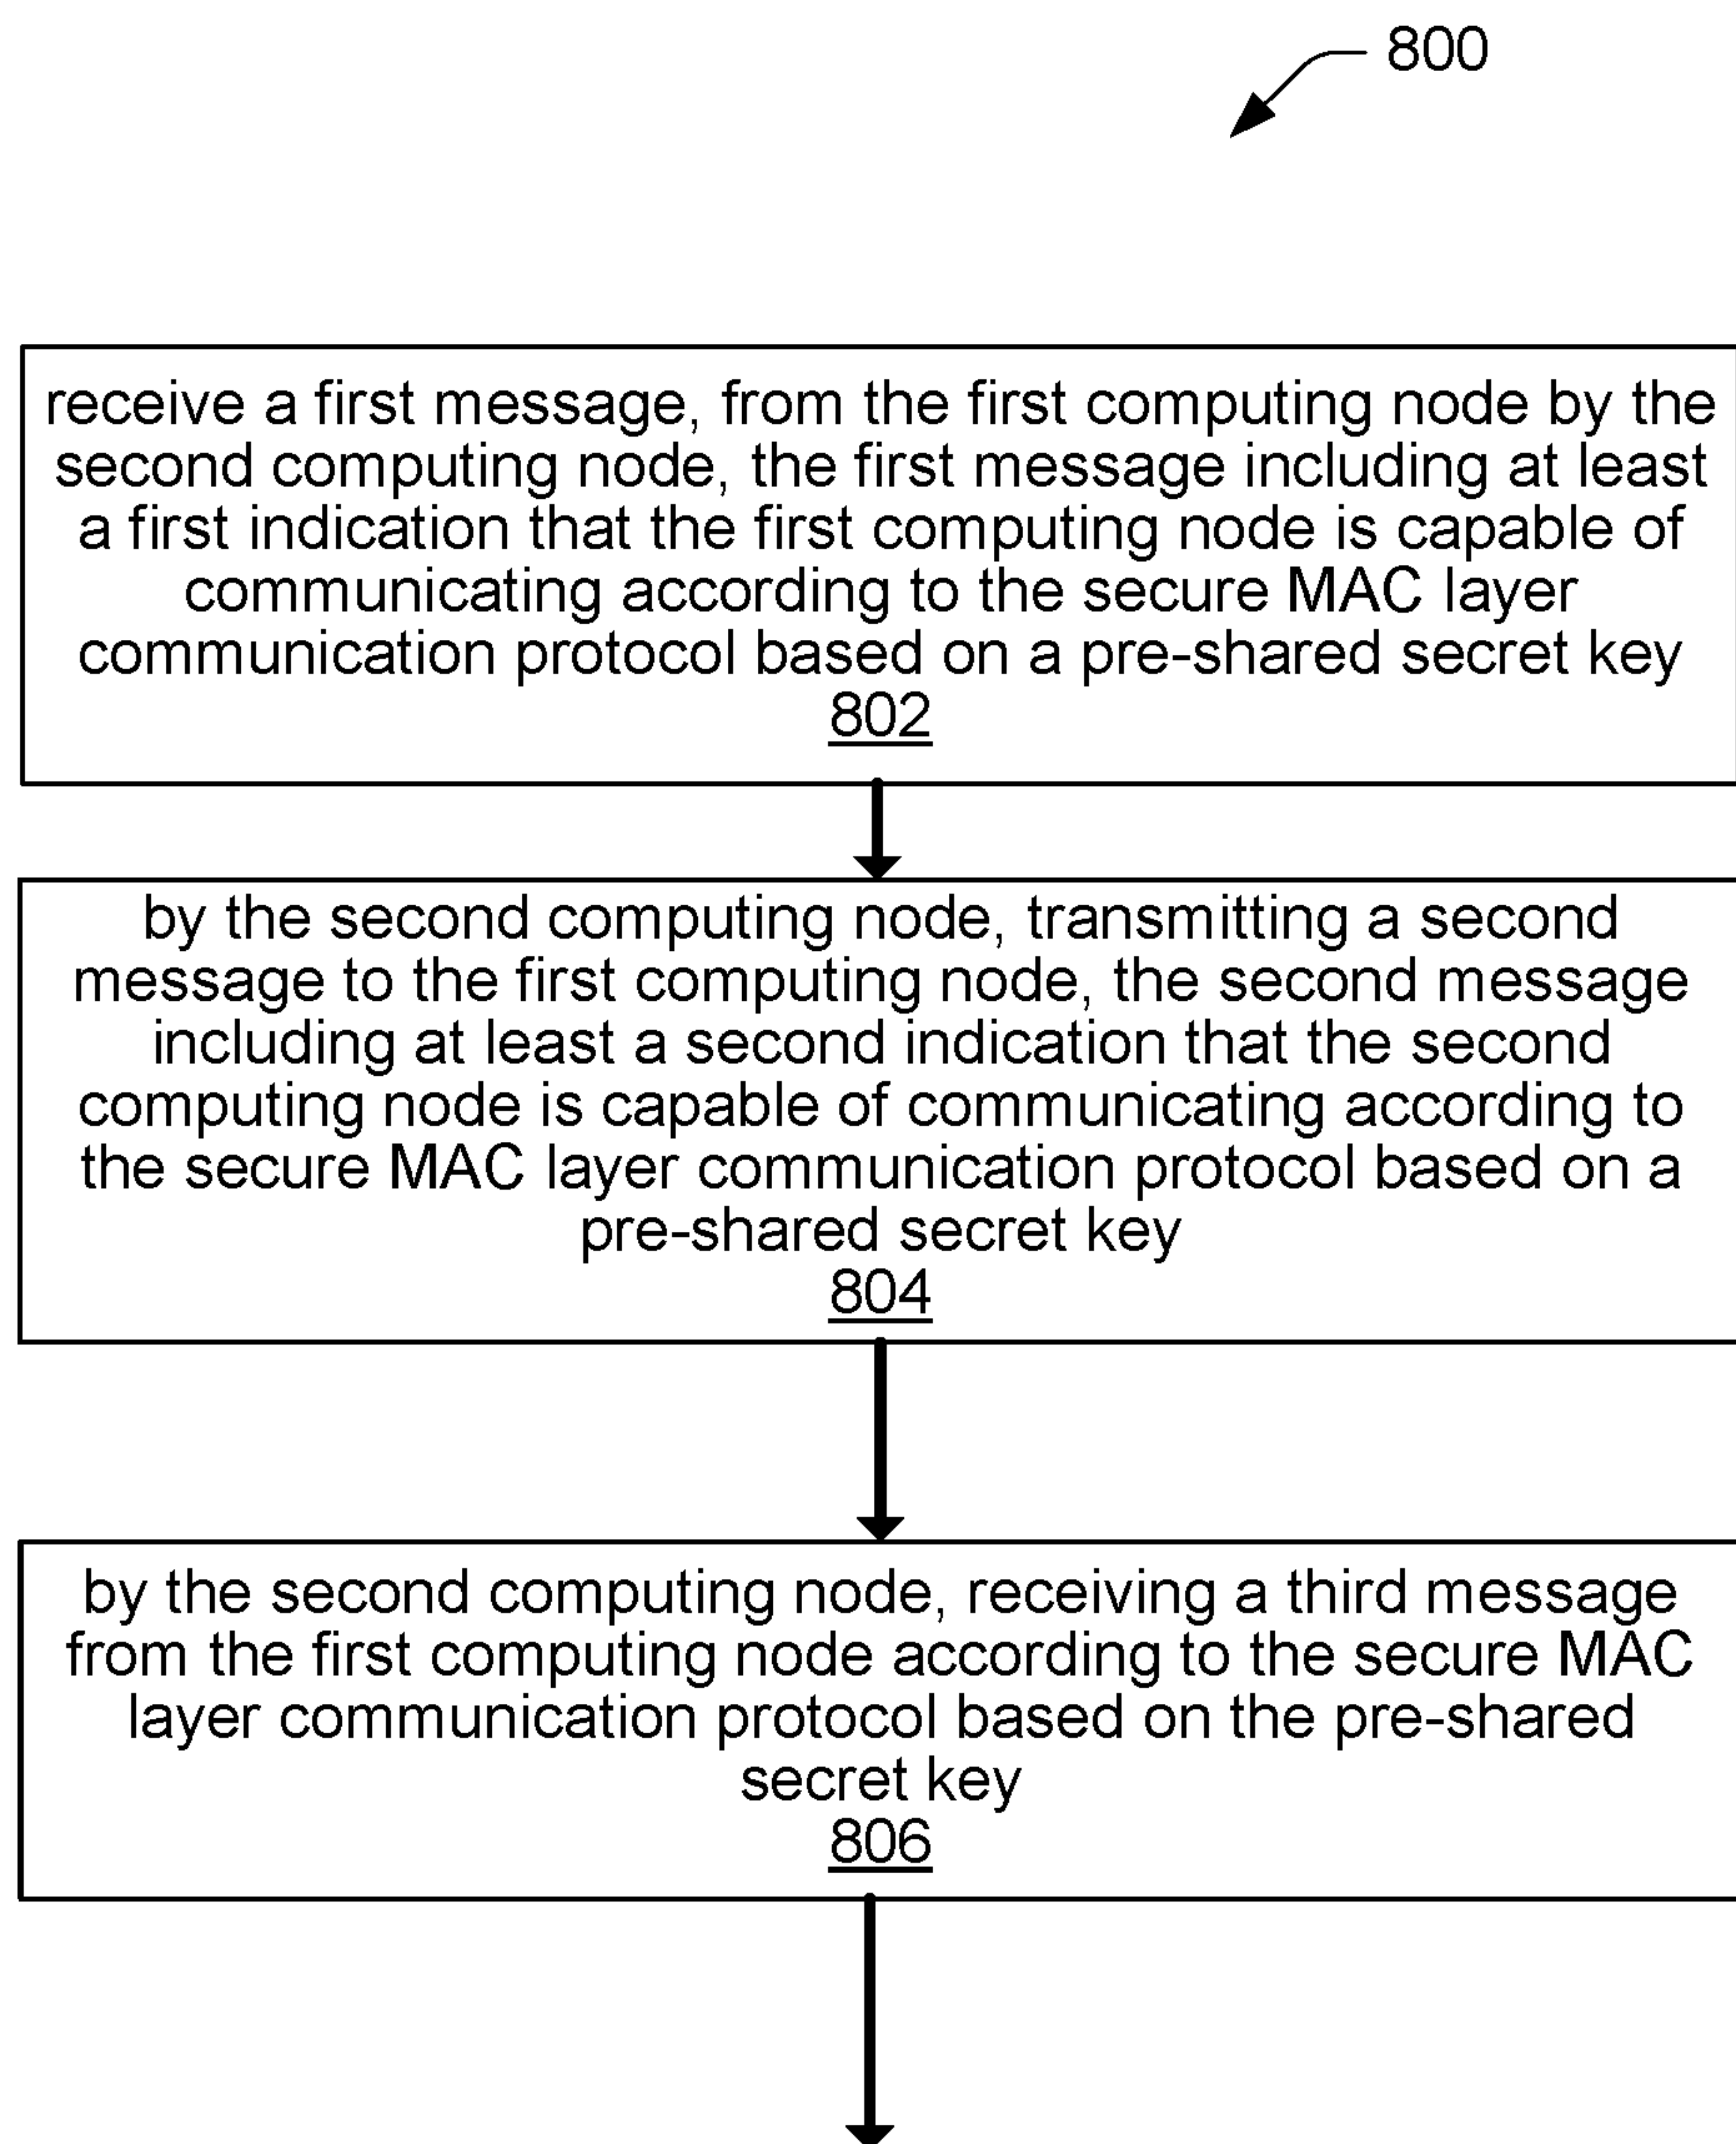 800
receive a first message, from the first computing node by the
second computing node, the first message including at least
a first indication that the first computing node is capable of
communicating according to the secure MAC layer
communication protocol based on a pre-shared secret key
802
by the second computing node, transmitting a second
message to the first computing node, the second message
including at least a second indication that the second
computing node is capable of communicating according to
the secure MAC layer communication protocol based on a
pre-shared secret key
804
by the second computing node, receiving a third message
from the first computing node according to the secure MAC
layer communication protocol based on the pre-shared
secret key
806